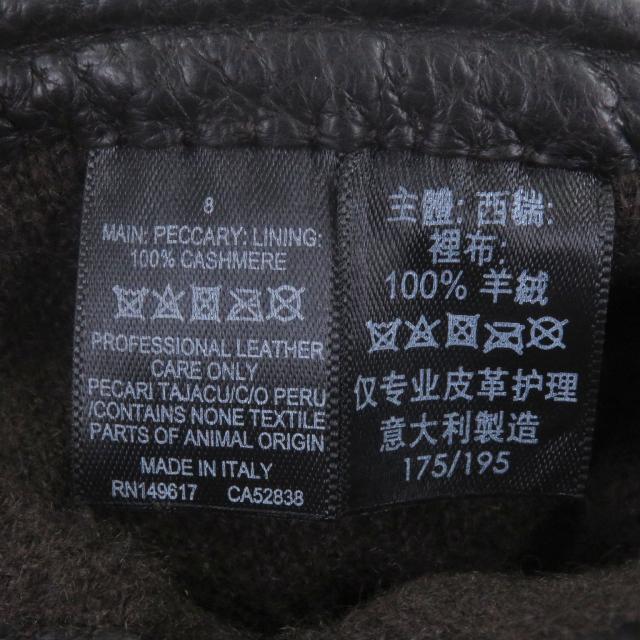 8
MAIN: PECCARY: LINING:
100% CASHMERE
PROFESSIONAL LEATHER
CARE ONLY
PECARI TAJACU/C/O PERU
/CONTAINS NONE TEXTILE
PARTS OF ANIMAL ORIGIN
MADE IN ITALY
RN149617 CA52838
主體: 西貒:
裡布:
100% 羊絨
仅专业皮革护理
意大利製造
175/195